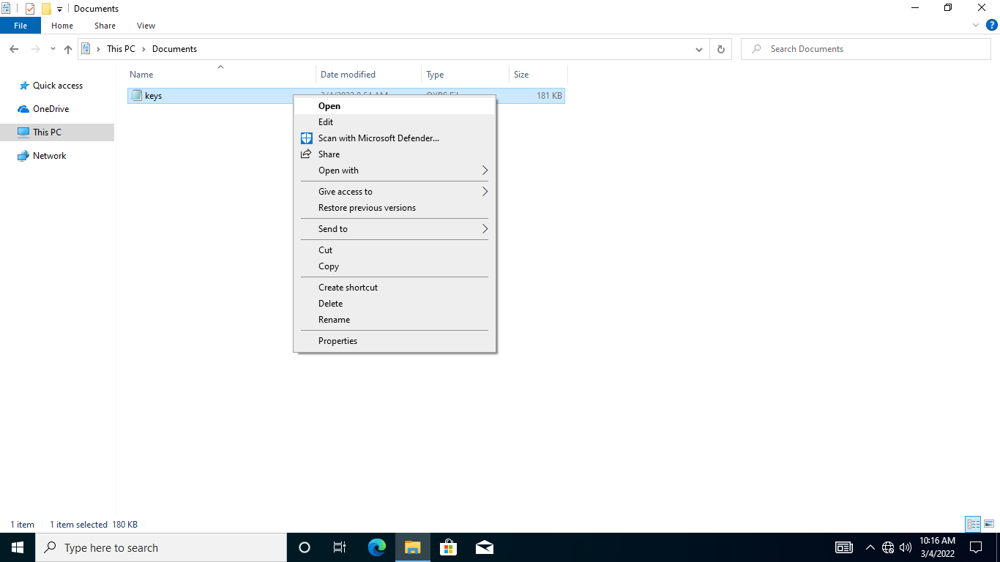 Documents
File Home Share View
This PC Documents Search Documents
Name Date modified Type Size
Quick access
keys 181 KB
Open
OneDrive
Edit
This PC
Scan with Microsoft Defender...
Network
Share
Open with
Give access to
Restore previous versions
Send to
Cut
Copy
Create shortcut
Delete
Rename
Properties
1 item 1 item selected 180 KB
Type here to search
10:16 AM
3/4/2022